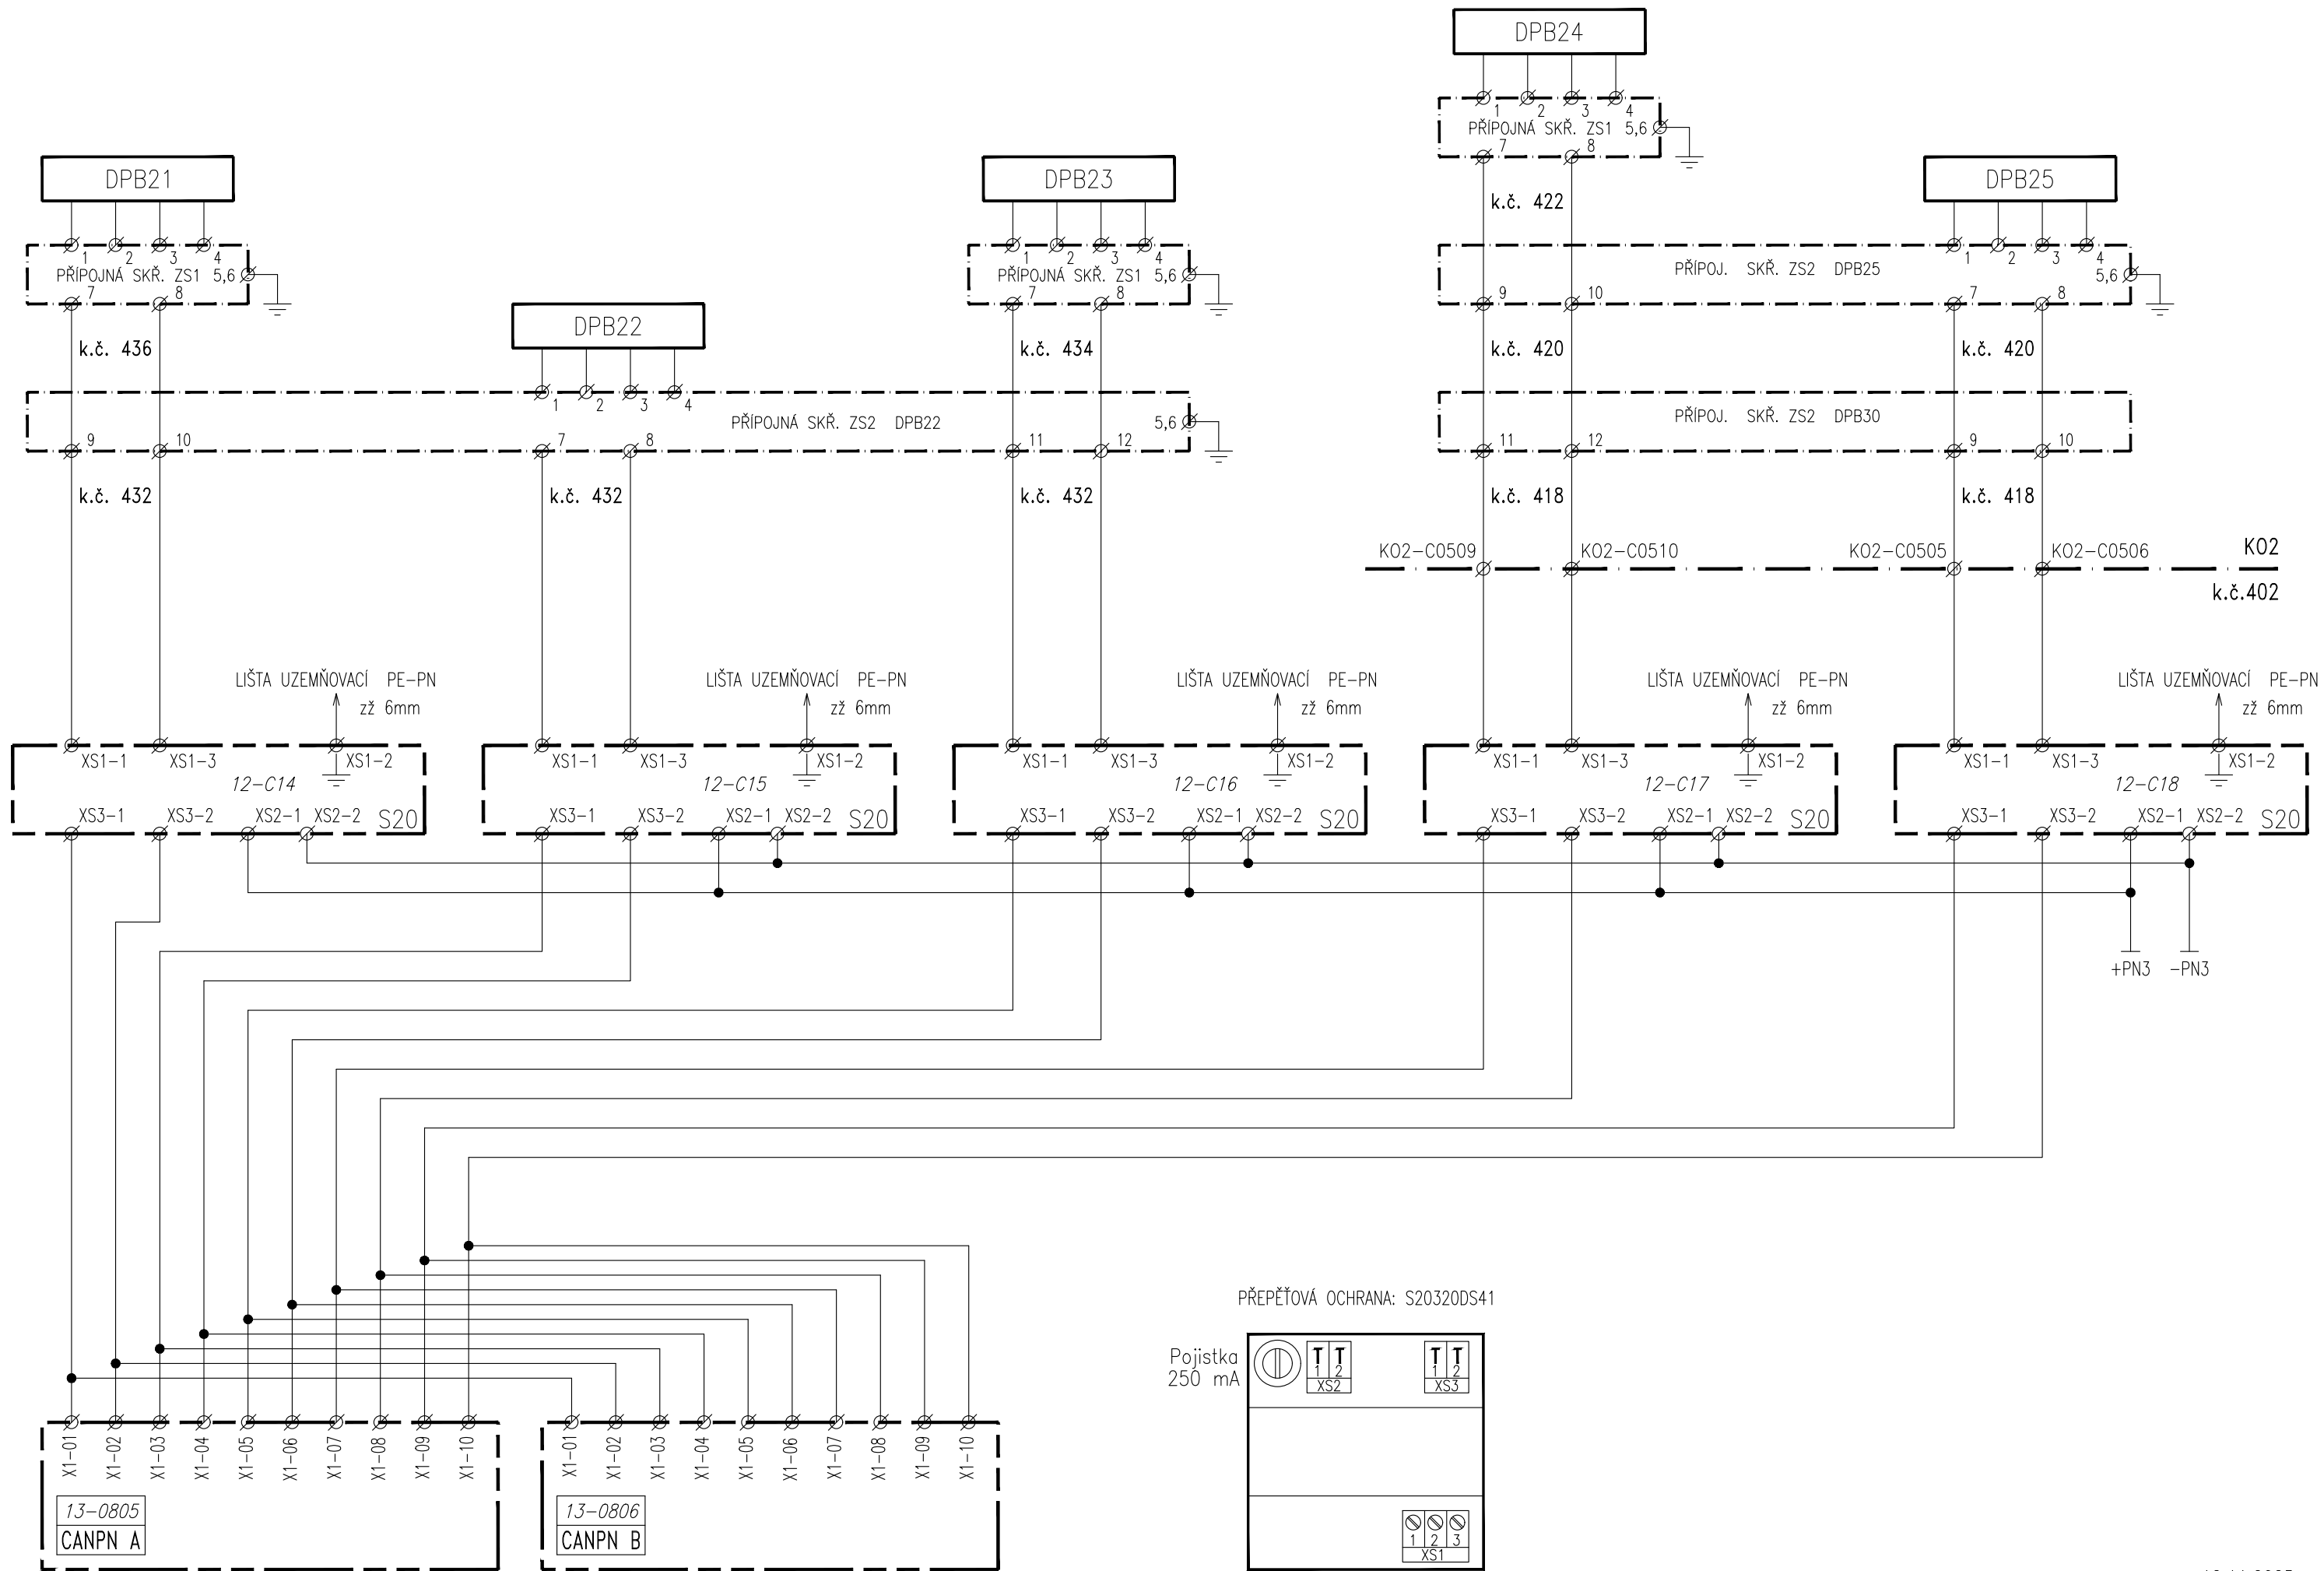 DPB24
1 2 3 4
PŘÍPOJNÁ SKŘ. ZS1 5,6
7 8
k.č. 422
DPB21 DPB23 DPB25
1 2 3 4 1 2 3 4 1 2 3 4
PŘÍPOJNÁ SKŘ. ZS1 5,6 PŘÍPOJNÁ SKŘ. ZS1 5,6 PŘÍPOJ. SKŘ. ZS2 DPB25 5,6
7 8 7 8 9 10 7 8
DPB22
k.č. 436 k.č. 434 k.č. 420 k.č. 420
1 2 3 4
PŘÍPOJNÁ SKŘ. ZS2 DPB22 5,6 PŘÍPOJ. SKŘ. ZS2 DPB30
9 10 7 8 11 12 11 12 9 10
k.č. 432 k.č. 432 k.č. 432 k.č. 418 k.č. 418
K02-C0509 K02-C0510 K02-C0505 K02-C0506 K02
k.č.402
LIŠTA UZEMŇOVACÍ PE-PN LIŠTA UZEMŇOVACÍ PE-PN LIŠTA UZEMŇOVACÍ PE-PN LIŠTA UZEMŇOVACÍ PE-PN LIŠTA UZEMŇOVACÍ PE-PN
zž 6mm zž 6mm zž 6mm zž 6mm zž 6mm
XS1-1 XS1-3 XS1-2 XS1-1 XS1-3 XS1-2 XS1-1 XS1-3 XS1-2 XS1-1 XS1-3 XS1-2 XS1-1 XS1-3 XS1-2
12-C14 12-C15 12-C16 12-C17 12-C18
XS3-1 XS3-2 XS2-1 XS2-2 S20 XS3-1 XS3-2 XS2-1 XS2-2 S20 XS3-1 XS3-2 XS2-1 XS2-2 S20 XS3-1 XS3-2 XS2-1 XS2-2 S20 XS3-1 XS3-2 XS2-1 XS2-2 S20
+PN3 -PN3
PŘEPĚŤOVÁ OCHRANA: S20320DS41
Pojistka
250 mA
1 2 1 2
XS2 XS3
X1-01 X1-02 X1-03 X1-04 X1-05 X1-06 X1-07 X1-08 X1-09 X1-10 X1-01 X1-02 X1-03 X1-04 X1-05 X1-06 X1-07 X1-08 X1-09 X1-10
13-0805 13-0806
CANPN A CANPN B
1 2 3
XS1